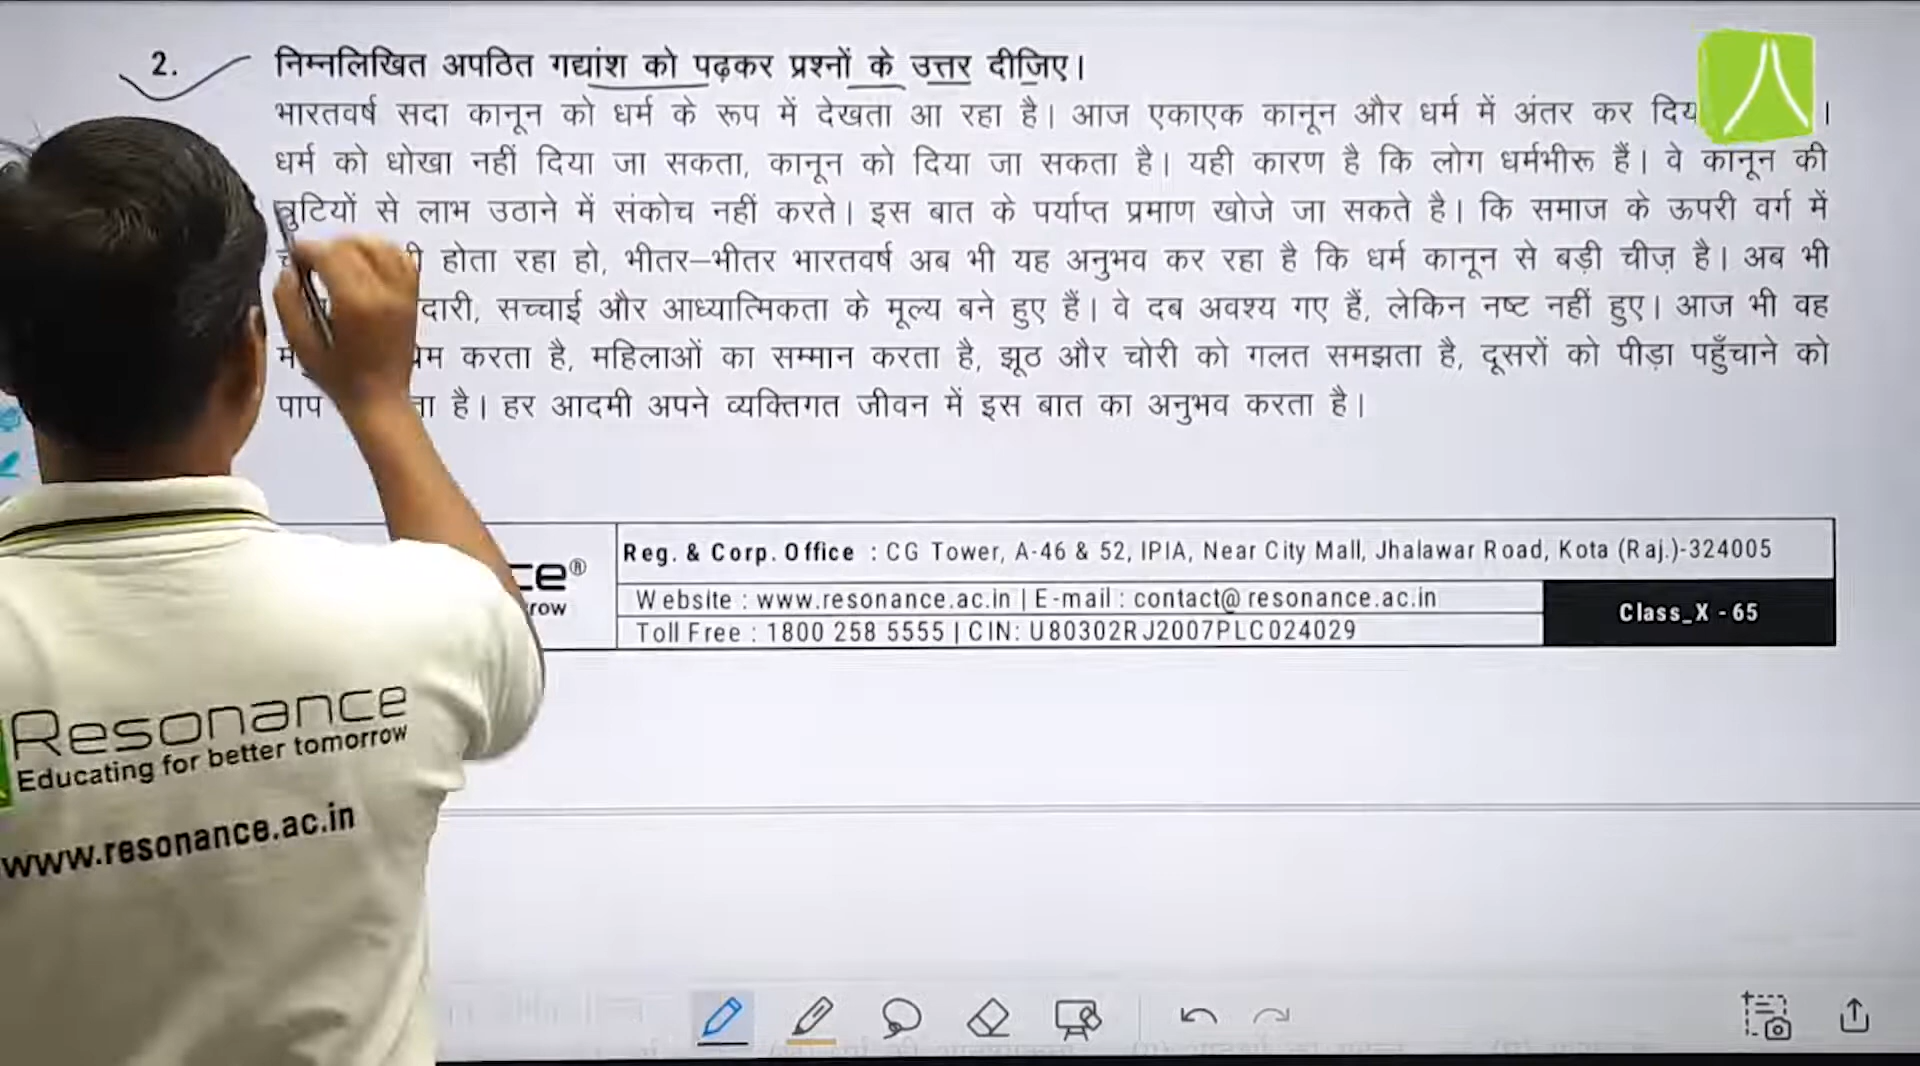 2. निम्नलिखित अपठित गद्यांश को पढ़कर प्रश्नों के उत्तर दीजिए।
भारतवर्ष सदा कानून को धर्म के रूप में देखता आ रहा है। आज एकाएक कानून और धर्म में अंतर कर दिय ।
धर्म को धोखा नहीं दिया जा सकता, कानून को दिया जा सकता है। यही कारण है कि लोग धर्मभीरू हैं। वे कानून की
त्रुटियों से लाभ उठाने में संकोच नहीं करते। इस बात के पर्याप्त प्रमाण खोजे जा सकते है। कि समाज के ऊपरी वर्ग में
होता रहा हो, भीतर–भीतर भारतवर्ष अब भी यह अनुभव कर रहा है कि धर्म कानून से बड़ी चीज़ है। अब भी
दारी, सच्चाई और आध्यात्मिकता के मूल्य बने हुए हैं। वे दब अवश्य गए हैं, लेकिन नष्ट नहीं हुए। आज भी वह
करता है, महिलाओं का सम्मान करता है, झूठ और चोरी को गलत समझता है, दूसरों को पीड़ा पहुँचाने को
पाप है। हर आदमी अपने व्यक्तिगत जीवन में इस बात का अनुभव करता है।
ce®
row
Reg. & Corp. Office : CG Tower, A-46 & 52, IPIA, Near City Mall, Jhalawar Road, Kota (Raj.)-324005
Website : www.resonance.ac.in | E-mail : contact@resonance.ac.in
Toll Free : 1800 258 5555 | CIN: U80302RJ2007PLC024029
Class_X - 65
Resonance
Educating for better tomorrow
www.resonance.ac.in